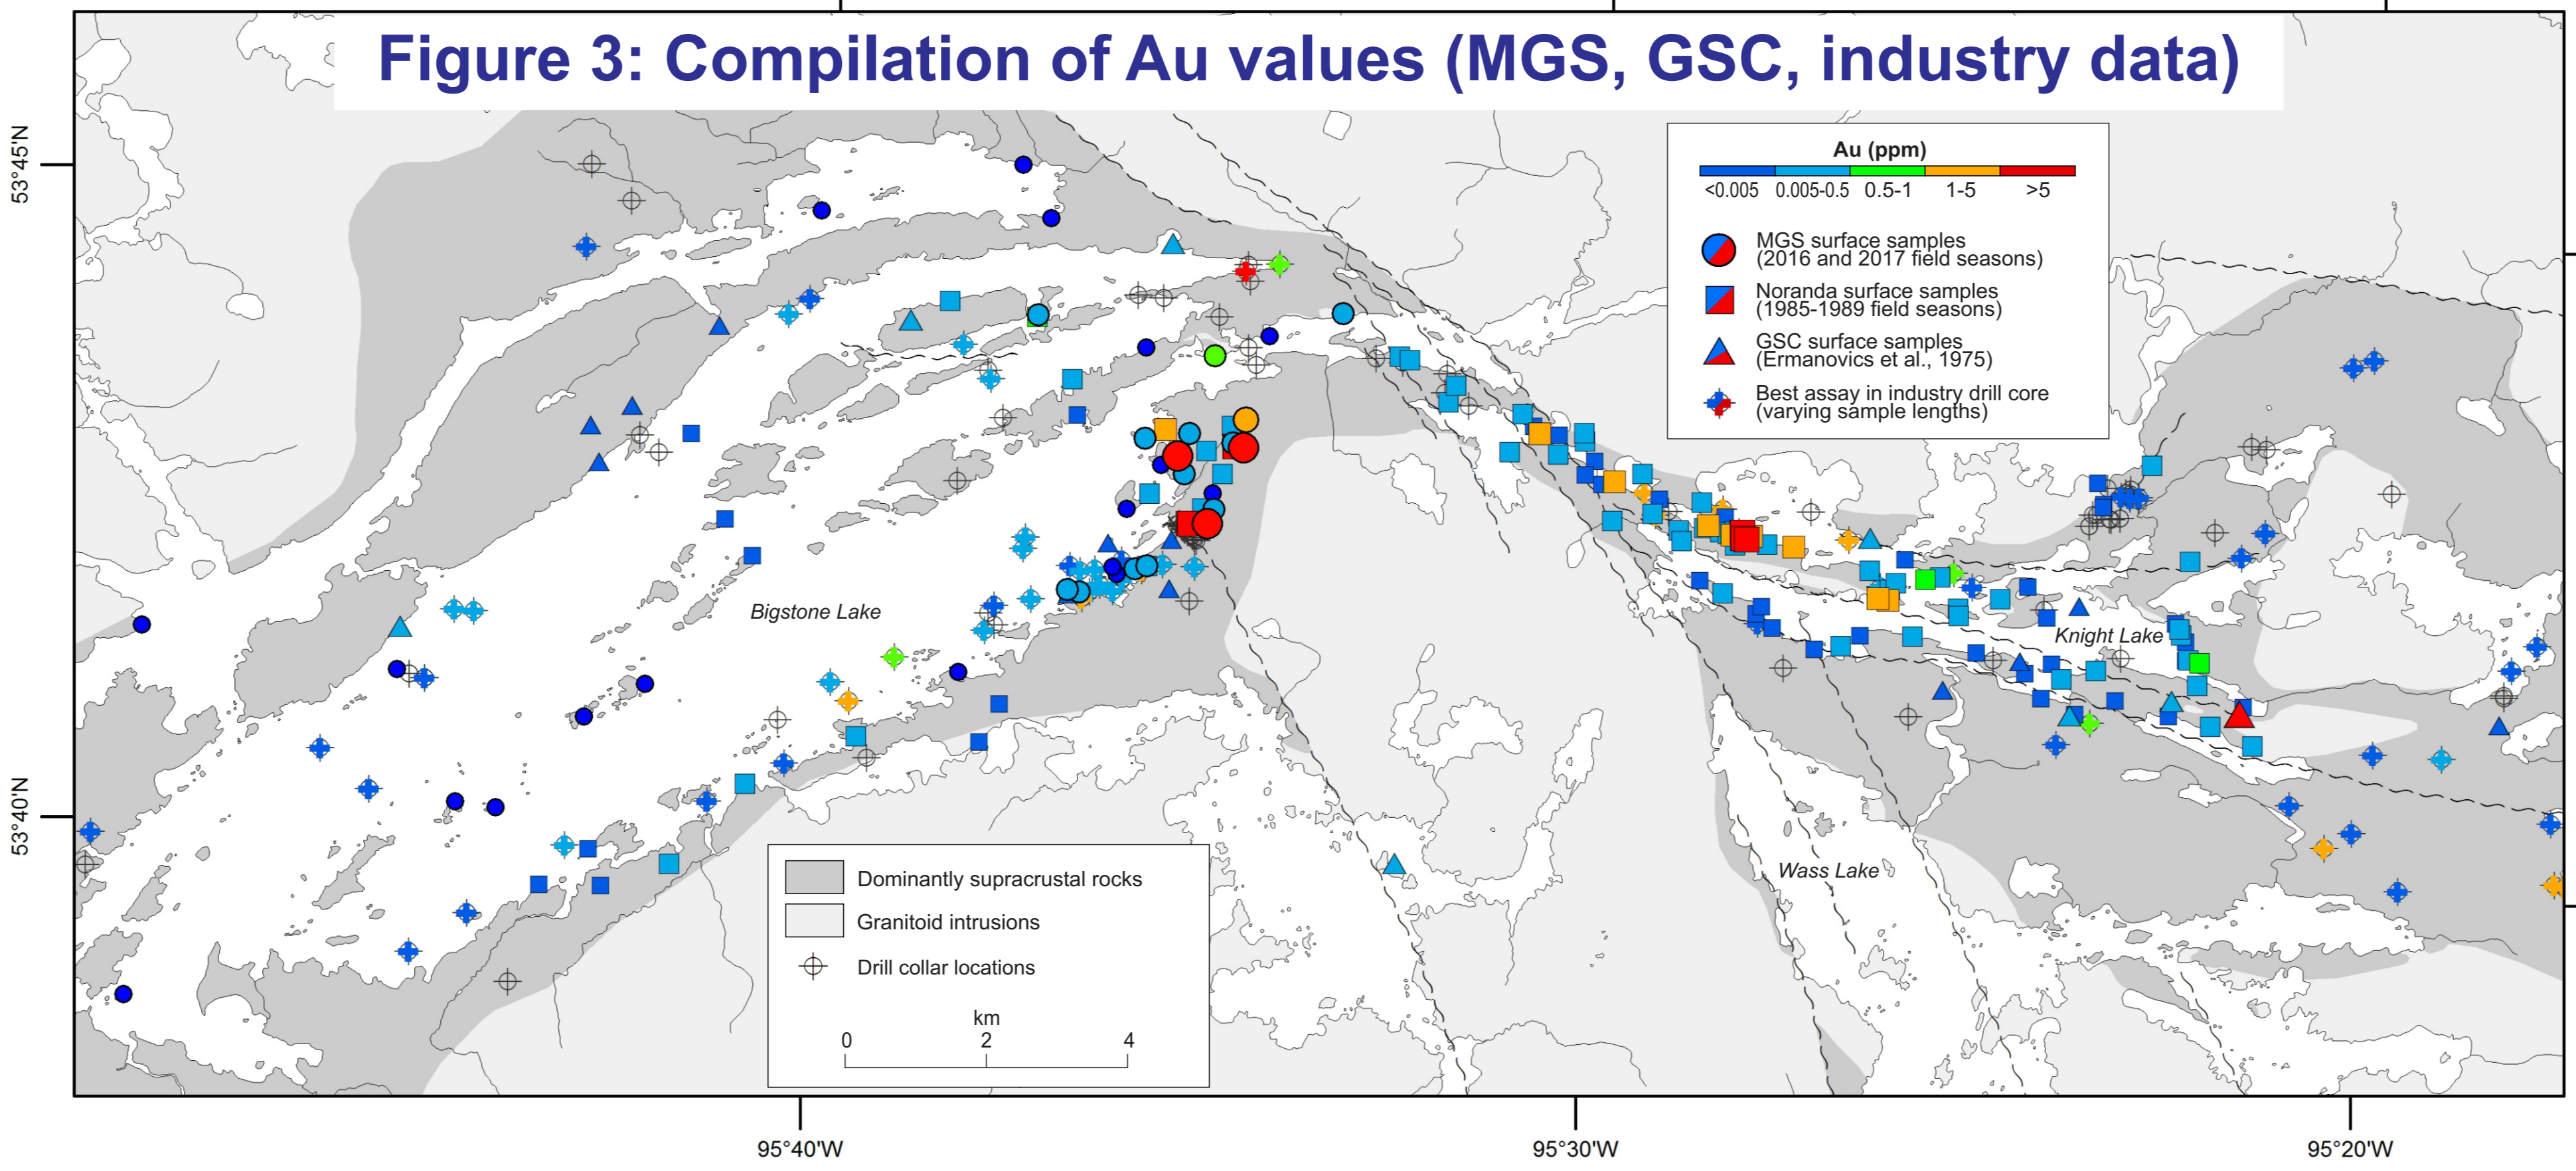 Figure 3: Compilation of Au values (MGS, GSC, industry data)
53°45'N
Au (ppm)
<0.005 0.005-0.5 0.5-1 1-5 >5
MGS surface samples
(2016 and 2017 field seasons)
Noranda surface samples
(1985-1989 field seasons)
GSC surface samples
(Ermanovics et al., 1975)
Best assay in industry drill core
(varying sample lengths)
Bigstone Lake
Knight Lake
53°40'N
Wass Lake
Dominantly supracrustal rocks
Granitoid intrusions
Drill collar locations
km
0 2 4
95°40'W 95°30'W 95°20'W